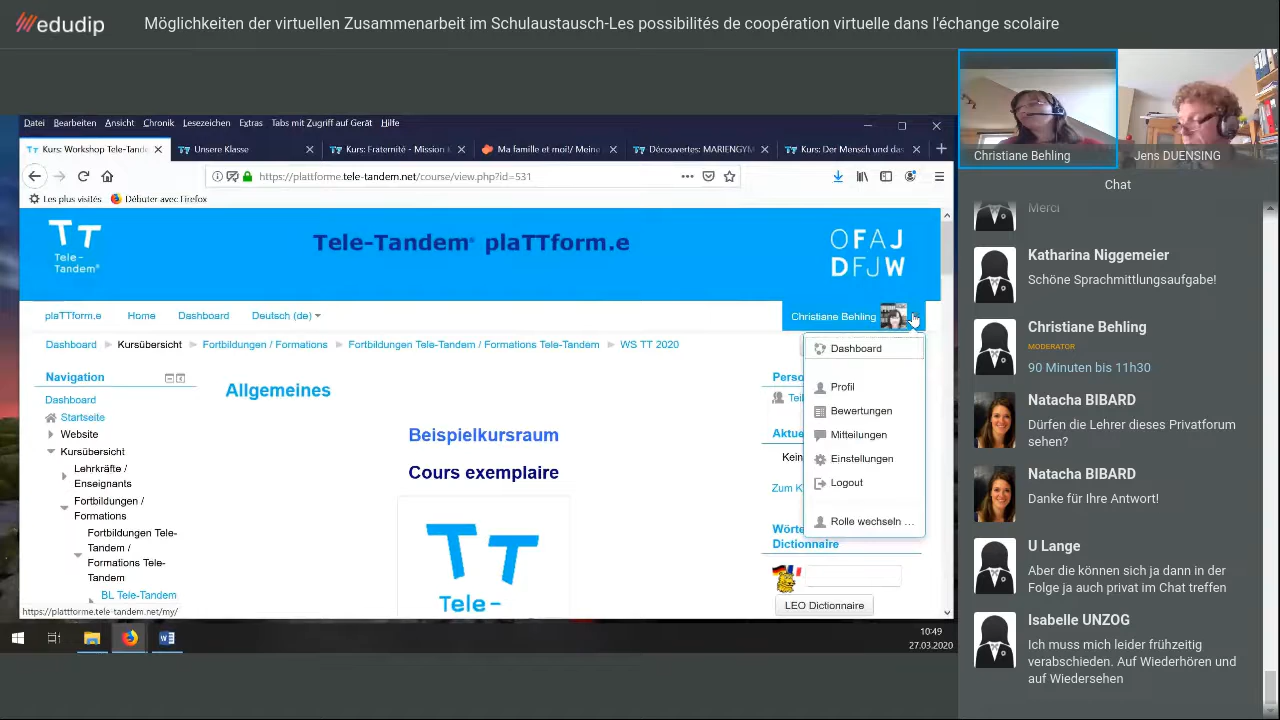 edudip
Möglichkeiten der virtuellen Zusammenarbeit im Schulaustausch-Les possibilités de coopération virtuelle dans l'échange scolaire
Datei Bearbeiten Ansicht Chronik Lesezeichen Extras Tabs mit Zugriff auf Gerät Hilfe
Kurs: Workshop Tele-Tande
Unsere Klasse
Kurs: Fraternité - Mission
Ma famille et moi!/ Meine
Découvertes: MARIENGYM
Kurs: Der Mensch und das
https://plattforme.tele-tandem.net/course/view.php?id=531
Les plus visités Débuter avec Firefox
TT
Tele-
Tandem®
Tele-Tandem® plaTTform.e
OFAJ
DFJW
plaTTform.e Home Dashboard Deutsch (de)
Christiane Behling
Dashboard Kursübersicht Fortbildungen / Formations Fortbildungen Tele-Tandem / Formations Tele-Tandem WS TT 2020
Navigation
Dashboard
Startseite
Website
Kursübersicht
Lehrkräfte /
Enseignants
Fortbildungen /
Formations
Fortbildungen Tele-
Tandem /
Formations Tele-
Tandem
BL Tele-Tandem
https://plattforme.tele-tandem.net/my/
Allgemeines
Beispielkursraum
Cours exemplaire
TT
Tele-
Perso
Teil
Aktue
Kein
Zum K
Wörte
Dictionnaire
LEO Dictionnaire
Dashboard
Profil
Bewertungen
Mitteilungen
Einstellungen
Logout
Rolle wechseln ...
10:49
27.03.2020
Christiane Behling
Jens DUENSING
Chat
Merci
Katharina Niggemeier
Schöne Sprachmittlungsaufgabe!
Christiane Behling
MODERATOR
90 Minuten bis 11h30
Natacha BIBARD
Dürfen die Lehrer dieses Privatforum
sehen?
Natacha BIBARD
Danke für Ihre Antwort!
U Lange
Aber die können sich ja dann in der
Folge ja auch privat im Chat treffen
Isabelle UNZOG
Ich muss mich leider frühzeitig
verabschieden. Auf Wiederhören und
auf Wiedersehen